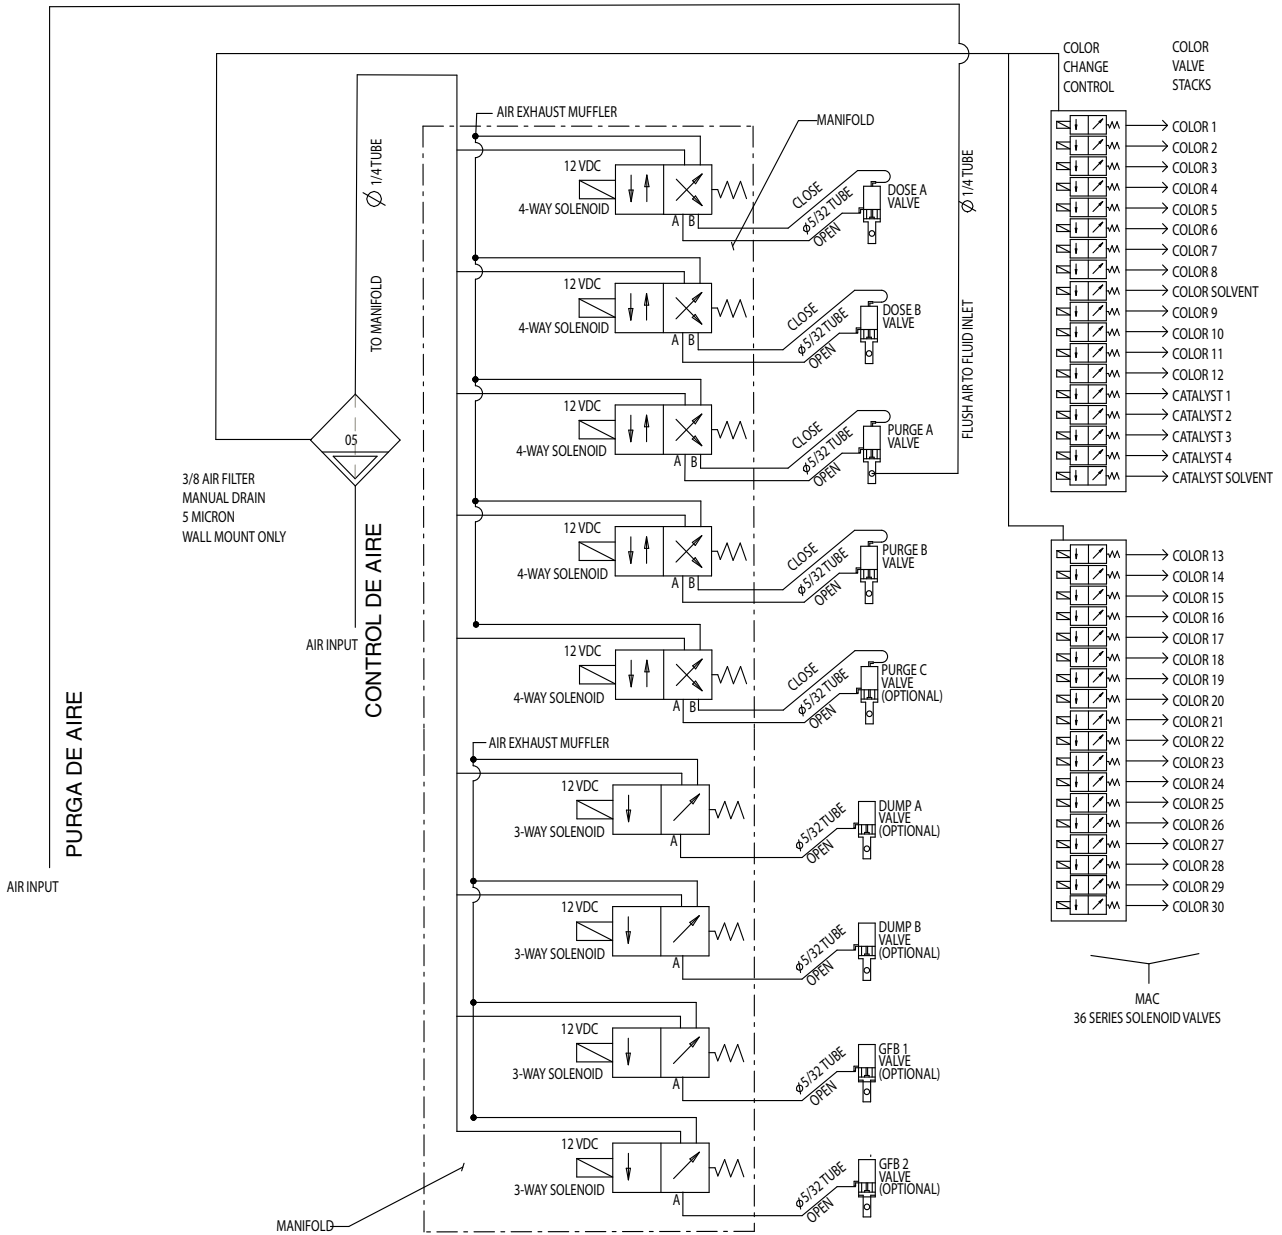 COLOR
CHANGE
CONTROL
COLOR
VALVE
STACKS
COLOR 1
COLOR 2
COLOR 3
COLOR 4
COLOR 5
COLOR 6
COLOR 7
COLOR 8
COLOR SOLVENT
COLOR 9
COLOR 10
COLOR 11
COLOR 12
CATALYST 1
CATALYST 2
CATALYST 3
CATALYST 4
CATALYST SOLVENT
COLOR 13
COLOR 14
COLOR 15
COLOR 16
COLOR 17
COLOR 18
COLOR 19
COLOR 20
COLOR 21
COLOR 22
COLOR 23
COLOR 24
COLOR 25
COLOR 26
COLOR 27
COLOR 28
COLOR 29
COLOR 30
MAC
36 SERIES SOLENOID VALVES
AIR EXHAUST MUFFLER
MANIFOLD
12 VDC
4-WAY SOLENOID
A B
CLOSE
ø5/32 TUBE
OPEN
DOSE A
VALVE
12 VDC
4-WAY SOLENOID
A B
CLOSE
ø5/32 TUBE
OPEN
DOSE B
VALVE
12 VDC
4-WAY SOLENOID
A B
CLOSE
ø5/32 TUBE
OPEN
PURGE A
VALVE
12 VDC
4-WAY SOLENOID
A B
CLOSE
ø5/32 TUBE
OPEN
PURGE B
VALVE
12 VDC
4-WAY SOLENOID
A B
CLOSE
ø5/32 TUBE
OPEN
PURGE C
VALVE
(OPTIONAL)
AIR EXHAUST MUFFLER
12 VDC
3-WAY SOLENOID
A
ø5/32 TUBE
OPEN
DUMP A
VALVE
(OPTIONAL)
12 VDC
3-WAY SOLENOID
A
ø5/32 TUBE
OPEN
DUMP B
VALVE
(OPTIONAL)
12 VDC
3-WAY SOLENOID
A
ø5/32 TUBE
OPEN
GFB 1
VALVE
(OPTIONAL)
12 VDC
3-WAY SOLENOID
A
ø5/32 TUBE
OPEN
GFB 2
VALVE
(OPTIONAL)
MANIFOLD
Ø 1/4 TUBE
TO MANIFOLD
Ø 1/4 TUBE
FLUSH AIR TO FLUID INLET
05
3/8 AIR FILTER
MANUAL DRAIN
5 MICRON
WALL MOUNT ONLY
AIR INPUT
CONTROL DE AIRE
PURGA DE AIRE
AIR INPUT